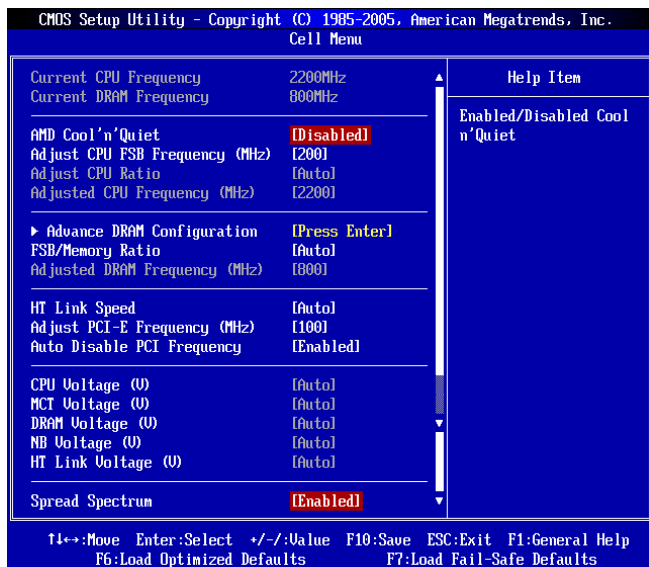 CMOS Setup Utility - Copyright (C) 1985-2005, American Megatrends, Inc.
Cell Menu
Current CPU Frequency 2200MHz
Current DRAM Frequency 800MHz
AMD Cool'n'Quiet [Disabled]
Adjust CPU FSB Frequency (MHz) [200]
Adjust CPU Ratio [Auto]
Adjusted CPU Frequency (MHz) [2200]
▶ Advance DRAM Configuration [Press Enter]
FSB/Memory Ratio [Auto]
Adjusted DRAM Frequency (MHz) [800]
HT Link Speed [Auto]
Adjust PCI-E Frequency (MHz) [100]
Auto Disable PCI Frequency [Enabled]
CPU Voltage (V) [Auto]
MCT Voltage (V) [Auto]
DRAM Voltage (V) [Auto]
NB Voltage (V) [Auto]
HT Link Voltage (V) [Auto]
Spread Spectrum [Enabled]
Help Item
Enabled/Disabled Cool
n'Quiet
↑↓←→:Move Enter:Select +/-/:Value F10:Save ESC:Exit F1:General Help
F6:Load Optimized Defaults F7:Load Fail-Safe Defaults